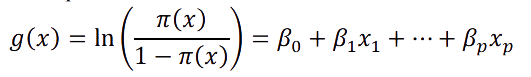 g(x) = ln(π(x) / (1 − π(x))) = β₀ + β₁x₁ + ⋯ + βₚxₚ